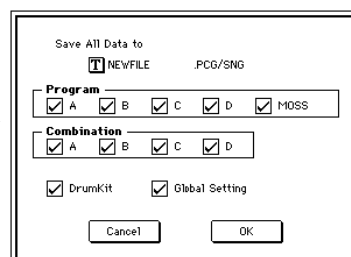 Save All Data to
T NEWFILE .PCG/SNG
Program
A B C D MOSS
Combination
A B C D
DrumKit Global Setting
Cancel OK